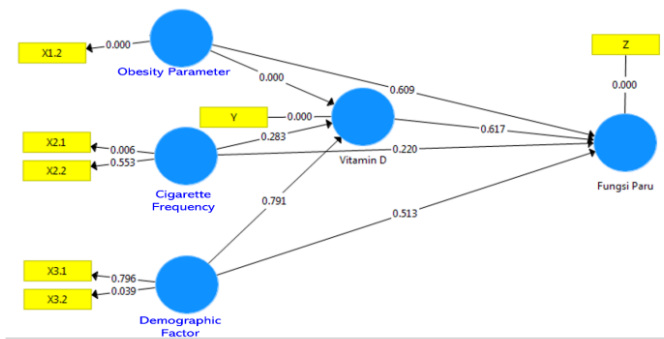 Z
X1.2
0.000
Obesity Parameter
0.000
0.000
0.609
Y
0.000
X2.1
0.006
0.283
0.617
X2.2
0.553
0.220
Vitamin D
Fungsi Paru
Cigarette
Frequency
0.791
0.513
X3.1
0.796
X3.2
0.039
Demographic
Factor